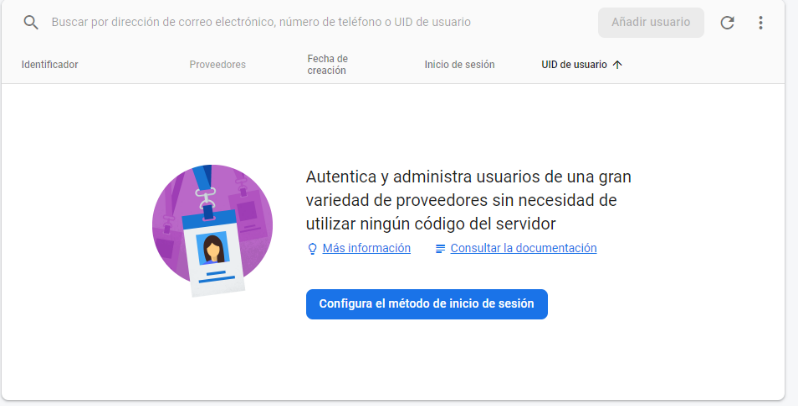 Buscar por dirección de correo electrónico, número de teléfono o UID de usuario
Añadir usuario
Identificador
Proveedores
Fecha de
creación
Inicio de sesión
UID de usuario
Autentica y administra usuarios de una gran
variedad de proveedores sin necesidad de
utilizar ningún código del servidor
Más información
Consultar la documentación
Configura el método de inicio de sesión